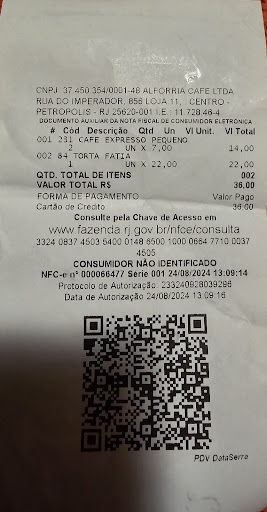 CNPJ: 37.450.354/0001-48 ALFORRIA CAFE LTDA
RUA DO IMPERADOR, 856 LOJA 11, CENTRO -
PETROPOLIS - RJ 25620-001 I.E.: 11.728.46-4
DOCUMENTO AUXILIAR DA NOTA FISCAL DE CONSUMIDOR ELETRÔNICA
# Cód Descrição Qtd Un Vl Unit. Vl Total
001 231 CAFE EXPRESSO PEQUENO
2 UN X 7,00 14,00
002 84 TORTA FATIA
1 UN X 22,00 22,00
QTD. TOTAL DE ITENS 002
VALOR TOTAL R$ 36,00
FORMA DE PAGAMENTO Valor Pago
Cartão de Crédito 36,00
Consulte pela Chave de Acesso em
www.fazenda.rj.gov.br/nfce/consulta
3324 0837 4503 5400 0148 6500 1000 0664 7710 0037
4505
CONSUMIDOR NÃO IDENTIFICADO
NFC-e nº 000066477 Série 001 24/08/2024 13:09:14
Protocolo de Autorização: 233240928039296
Data de Autorização 24/08/2024 13:09:16
PDV DataSerra